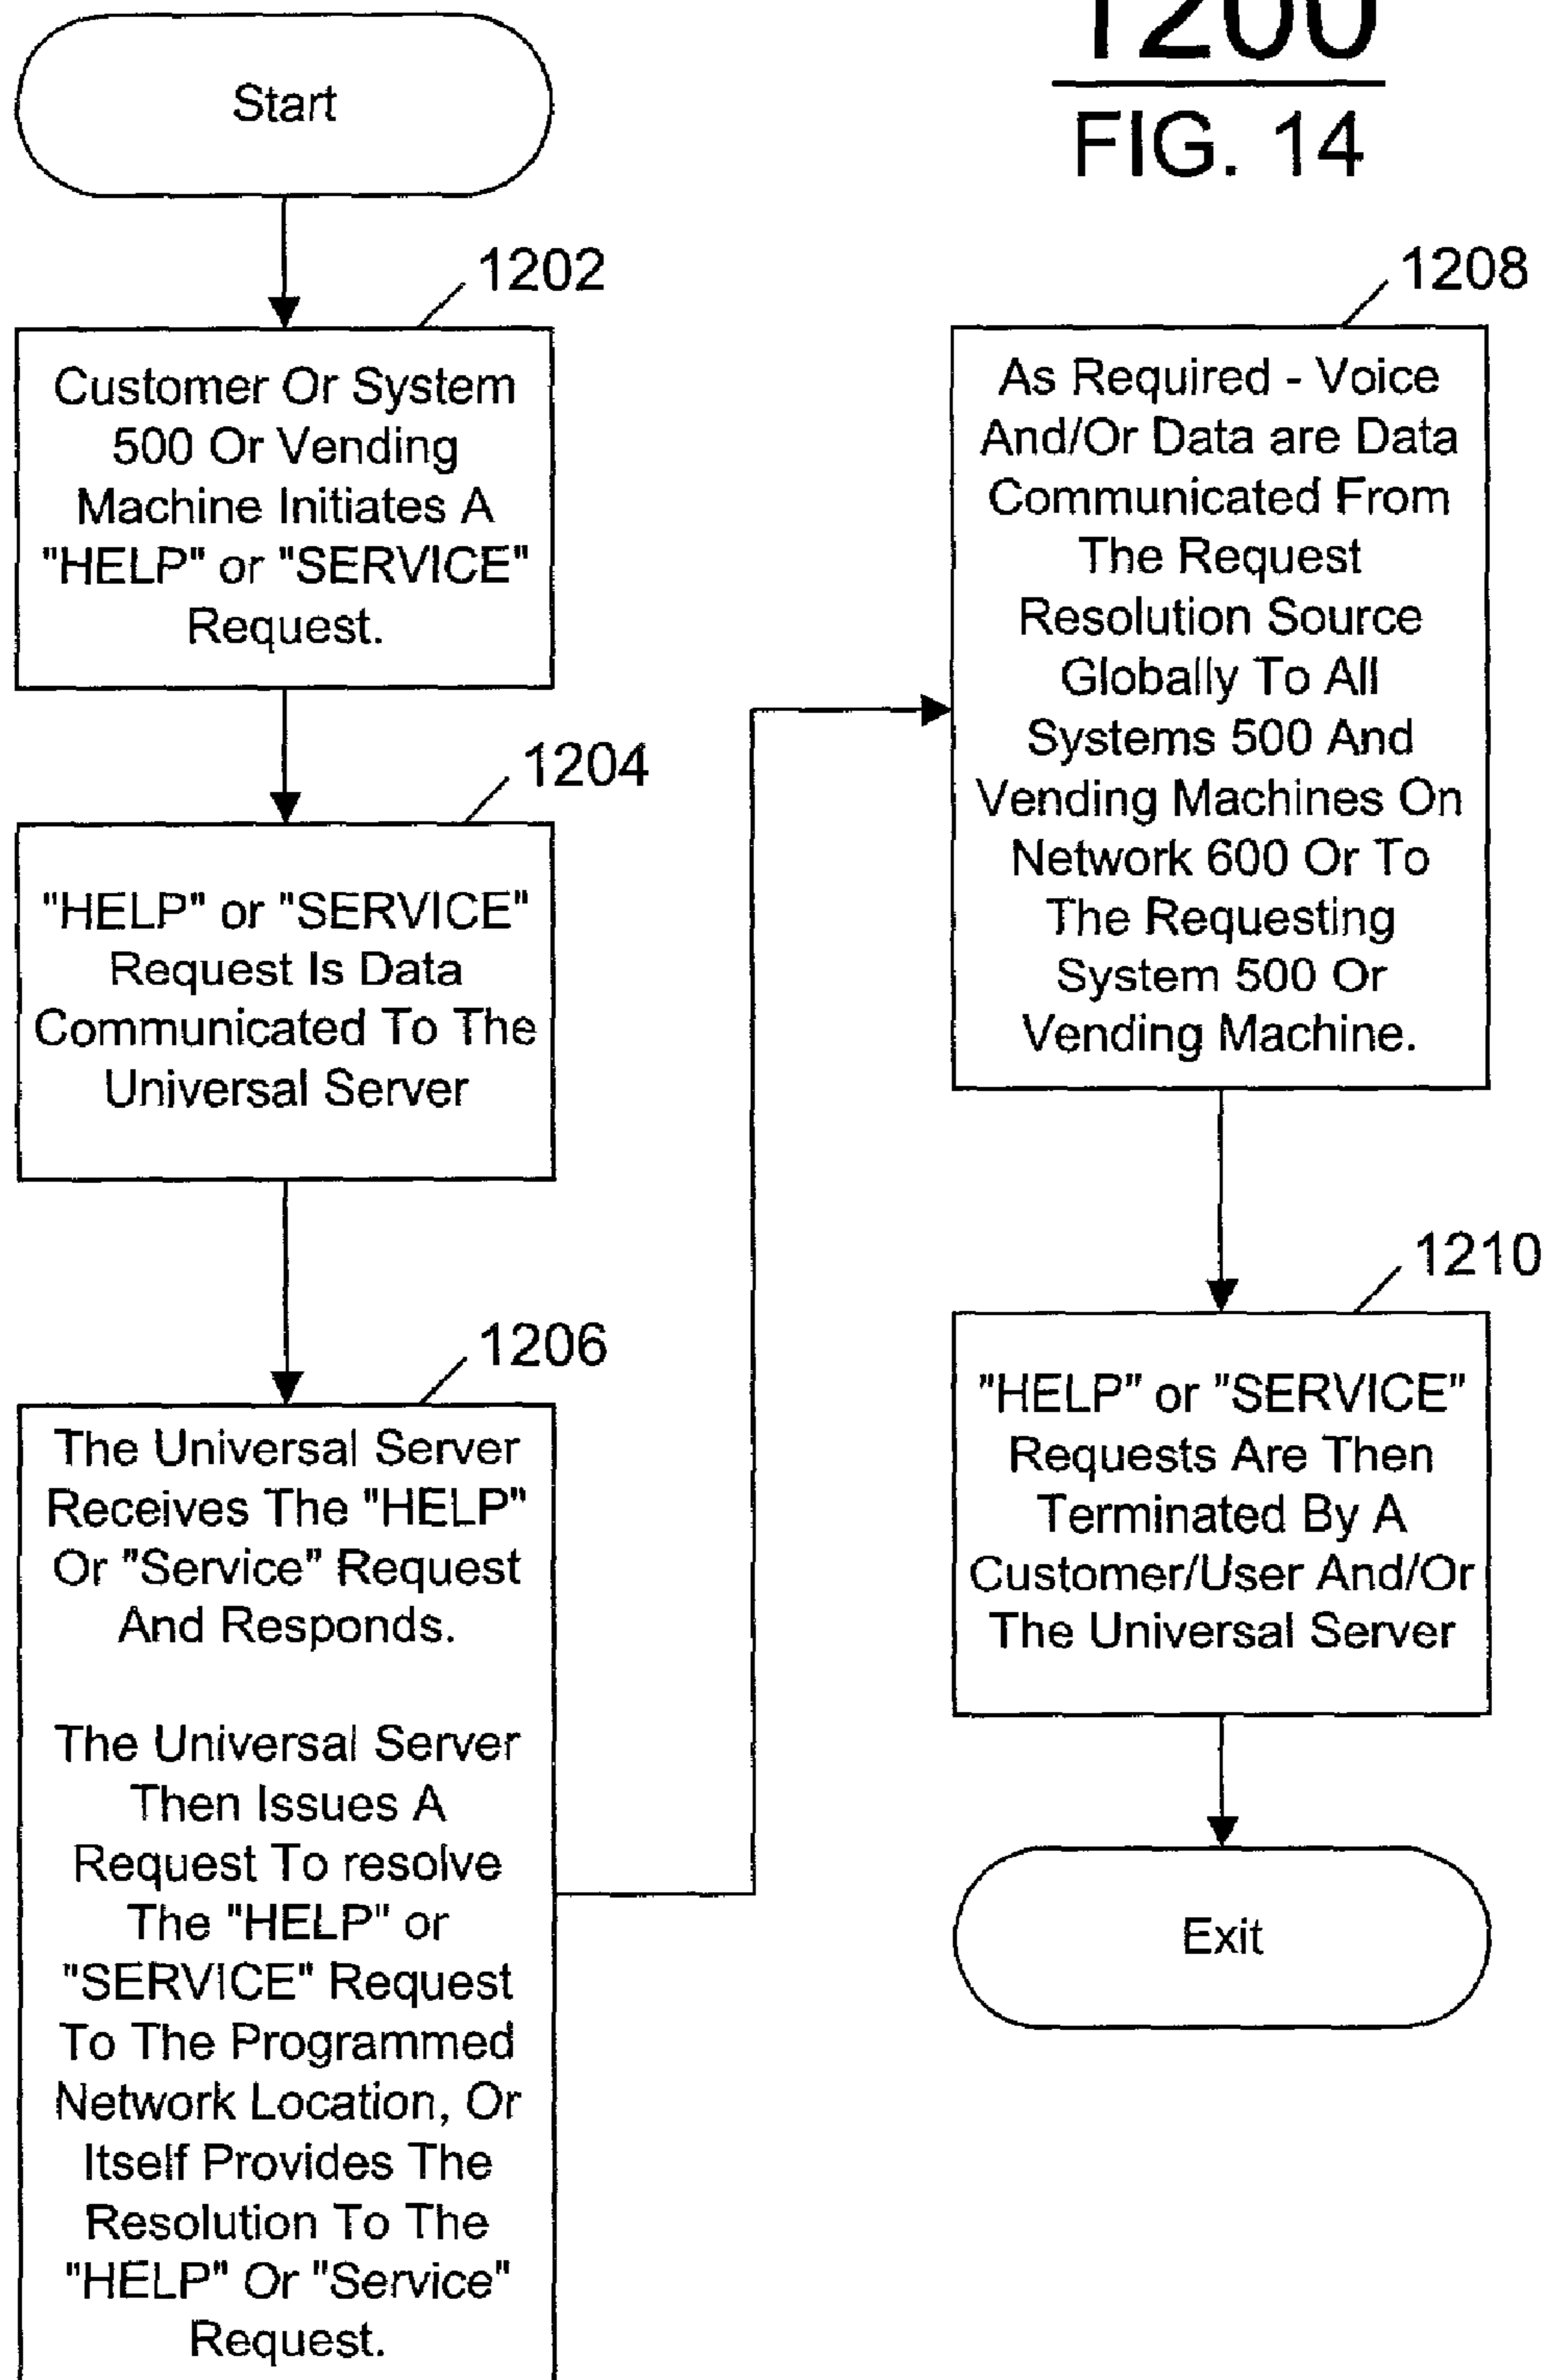 1200
FIG. 14
Start
1202
Customer Or System
500 Or Vending
Machine Initiates A
"HELP" or "SERVICE"
Request.
1204
"HELP" or "SERVICE"
Request Is Data
Communicated To The
Universal Server
1206
The Universal Server
Receives The "HELP"
Or "Service" Request
And Responds.
The Universal Server
Then Issues A
Request To resolve
The "HELP" or
"SERVICE" Request
To The Programmed
Network Location, Or
Itself Provides The
Resolution To The
"HELP" Or "Service"
Request.
1208
As Required - Voice
And/Or Data are Data
Communicated From
The Request
Resolution Source
Globally To All
Systems 500 And
Vending Machines On
Network 600 Or To
The Requesting
System 500 Or
Vending Machine.
1210
"HELP" or "SERVICE"
Requests Are Then
Terminated By A
Customer/User And/Or
The Universal Server
Exit